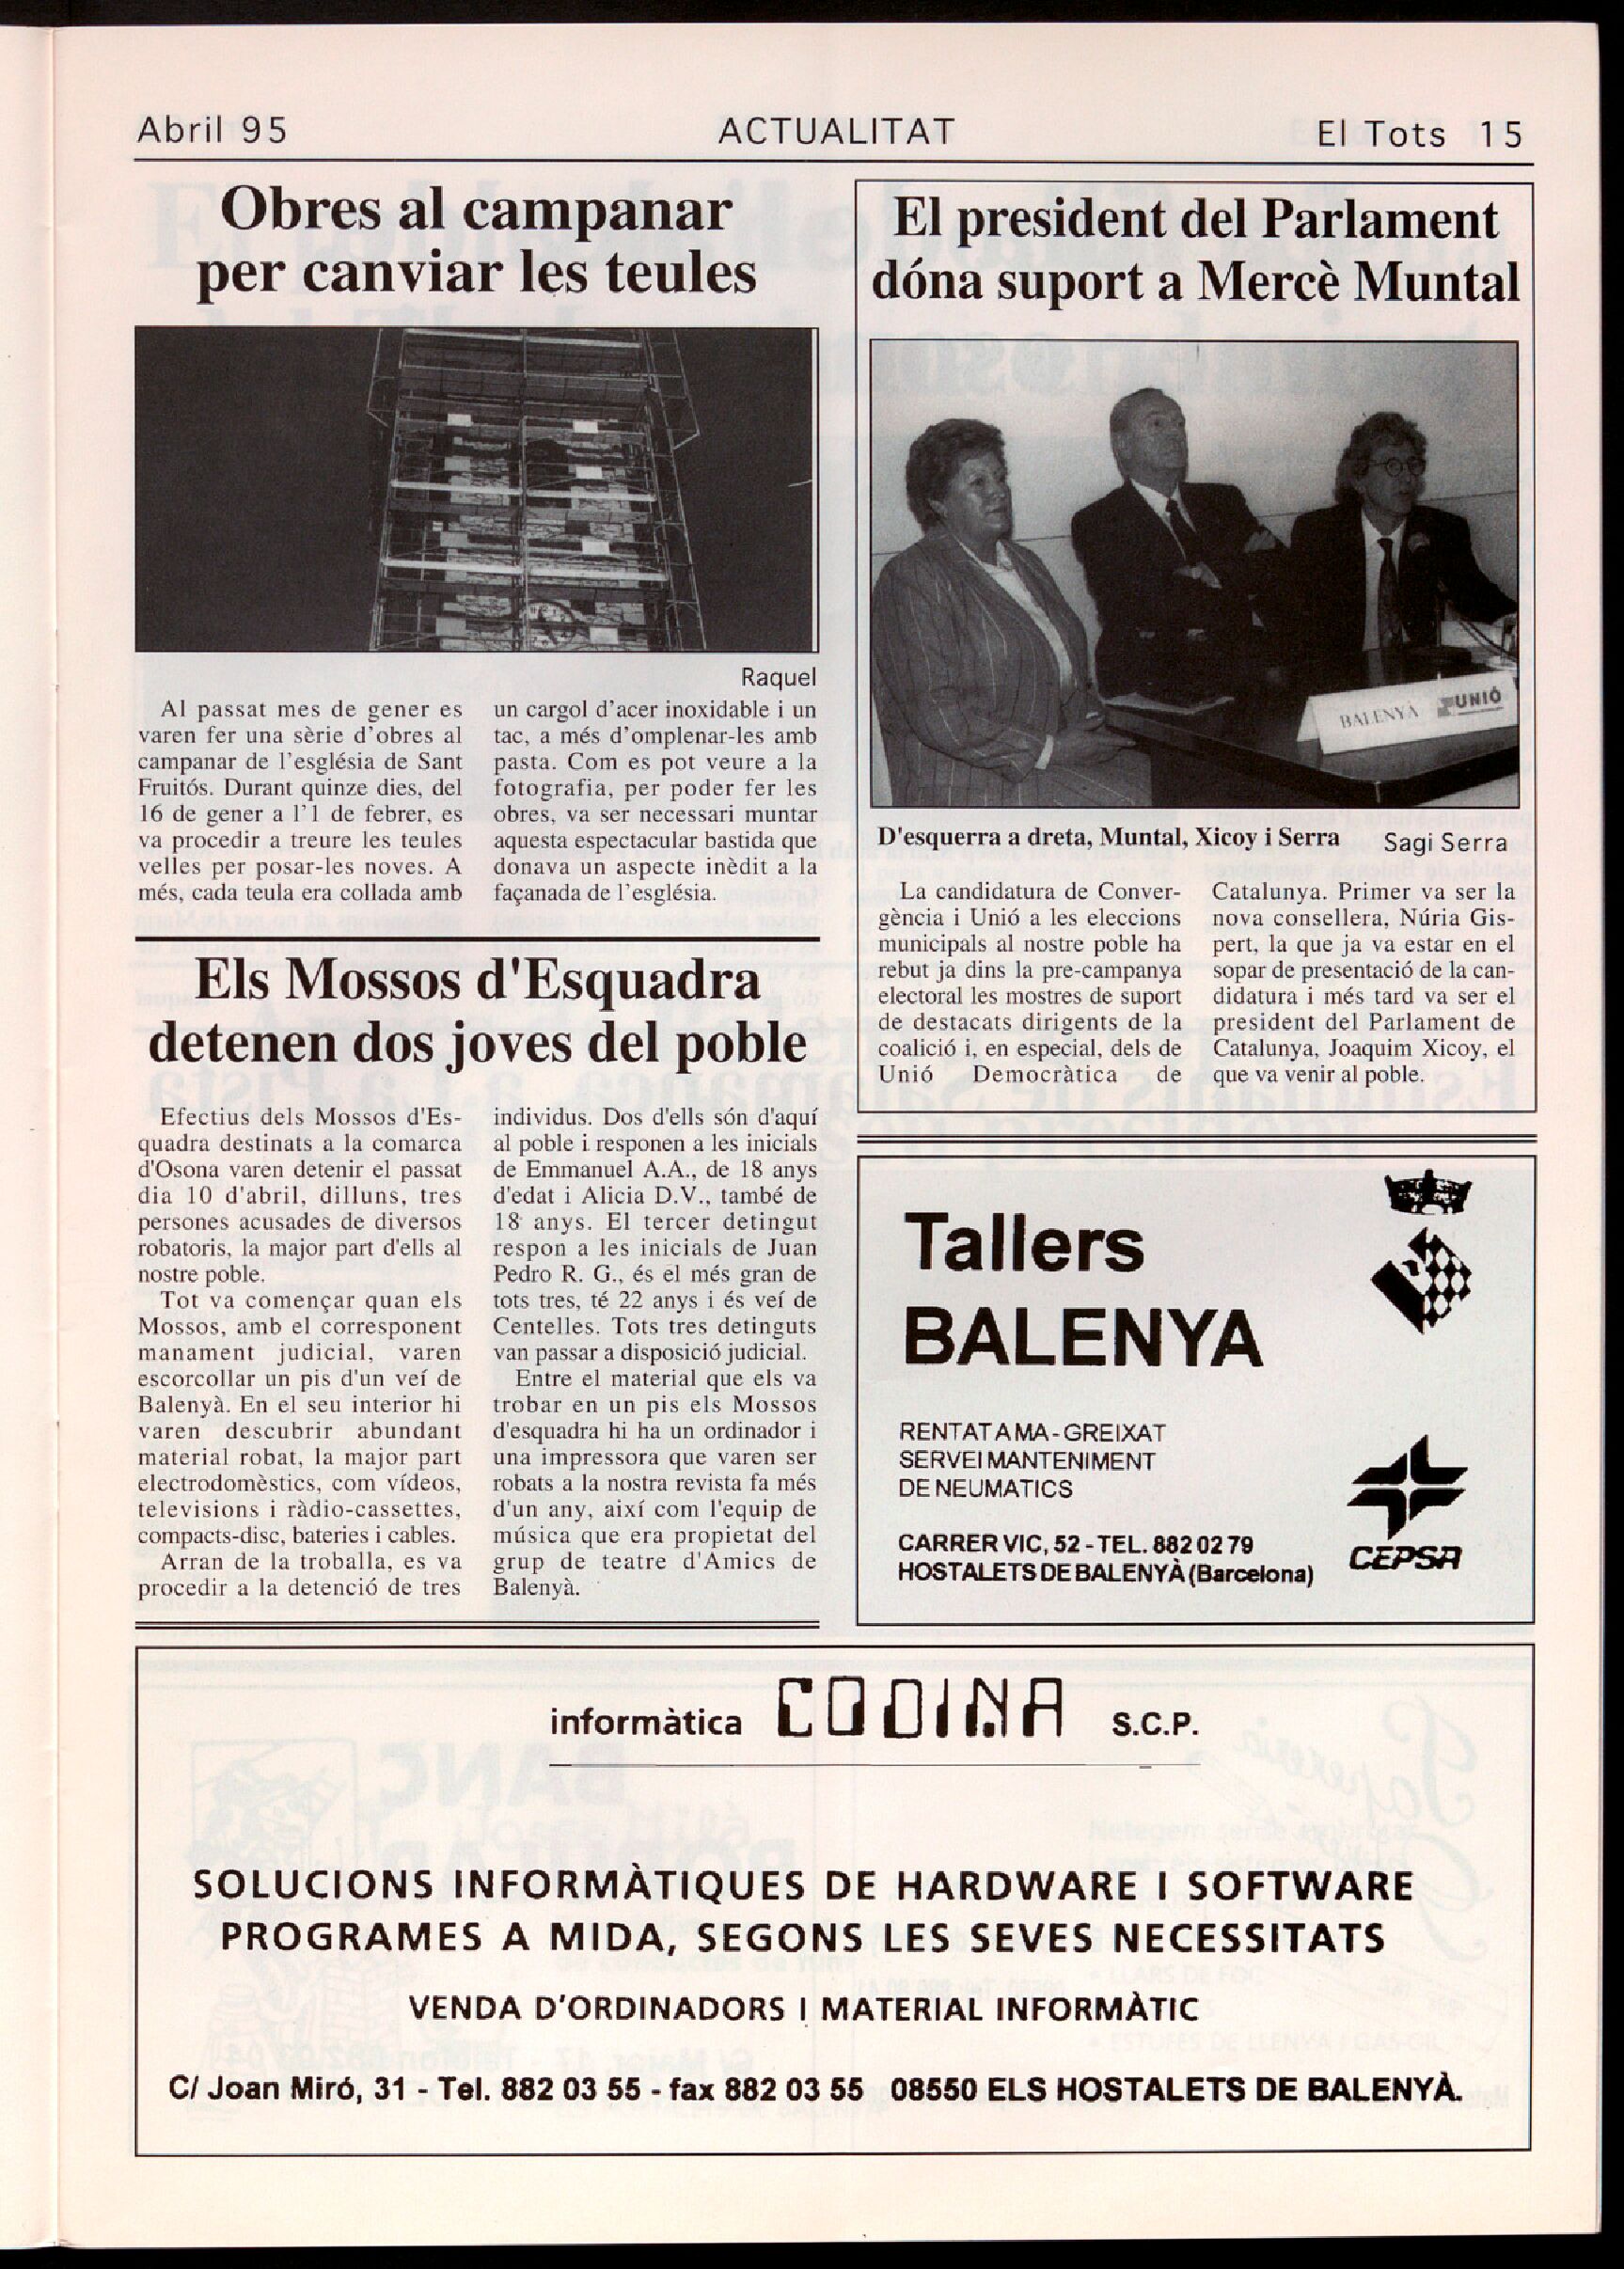 Abril 95
ACTUALITAT
El Tots 15
Obres al campanar
per canviar les teules
Raquel
Al passat mes de gener es
varen fer una sèrie d'obres al
campanar de l'església de Sant
Fruitós. Durant quinze dies, del
16 de gener a l'1 de febrer, es
va procedir a treure les teules
velles per posar-les noves. A
més, cada teula era collada amb
un cargol d'acer inoxidable i un
tac, a més d'omplenar-les amb
pasta. Com es pot veure a la
fotografia, per poder fer les
obres, va ser necessari muntar
aquesta espectacular bastida que
donava un aspecte inèdit a la
façanada de l'església.
Els Mossos d'Esquadra
detenen dos joves del poble
Efectius dels Mossos d'Es-
quadra destinats a la comarca
d'Osona varen detenir el passat
dia 10 d'abril, dilluns, tres
persones acusades de diversos
robatoris, la major part d'ells al
nostre poble.
Tot va començar quan els
Mossos, amb el corresponent
manament judicial, varen
escorcollar un pis d'un veí de
Balenyà. En el seu interior hi
varen descubrir abundant
material robat, la major part
electrodomèstics, com vídeos,
televisions i ràdio-cassettes,
compacts-disc, bateries i cables.
Arran de la troballa, es va
procedir a la detenció de tres
individus. Dos d'ells són d'aquí
al poble i responen a les inicials
de Emmanuel A.A., de 18 anys
d'edat i Alicia D.V., també de
18 anys. El tercer detingut
respon a les inicials de Juan
Pedro R. G., és el més gran de
tots tres, té 22 anys i és veí de
Centelles. Tots tres detinguts
van passar a disposició judicial.
Entre el material que els va
trobar en un pis els Mossos
d'esquadra hi ha un ordinador i
una impressora que varen ser
robats a la nostra revista fa més
d'un any, així com l'equip de
música que era propietat del
grup de teatre d'Amics de
Balenyà.
El president del Parlament
dóna suport a Mercè Muntal
BALENYÀ UNIÓ
D'esquerra a dreta, Muntal, Xicoy i Serra
Sagi Serra
La candidatura de Conver-
gència i Unió a les eleccions
municipals al nostre poble ha
rebut ja dins la pre-campanya
electoral les mostres de suport
de destacats dirigents de la
coalició i, en especial, dels de
Unió Democràtica de
Catalunya. Primer va ser la
nova consellera, Núria Gis-
pert, la que ja va estar en el
sopar de presentació de la can-
didatura i més tard va ser el
president del Parlament de
Catalunya, Joaquim Xicoy, el
que va venir al poble.
Tallers
BALENYA
RENTAT A MA - GREIXAT
SERVEI MANTENIMENT
DE NEUMATICS
CARRER VIC, 52 - TEL. 882 02 79
HOSTALETS DE BALENYÀ (Barcelona)
CEPSA
informàtica CODINA S.C.P.
SOLUCIONS INFORMÀTIQUES DE HARDWARE I SOFTWARE
PROGRAMES A MIDA, SEGONS LES SEVES NECESSITATS
VENDA D'ORDINADORS I MATERIAL INFORMÀTIC
C/ Joan Miró, 31 - Tel. 882 03 55 - fax 882 03 55 08550 ELS HOSTALETS DE BALENYÀ.